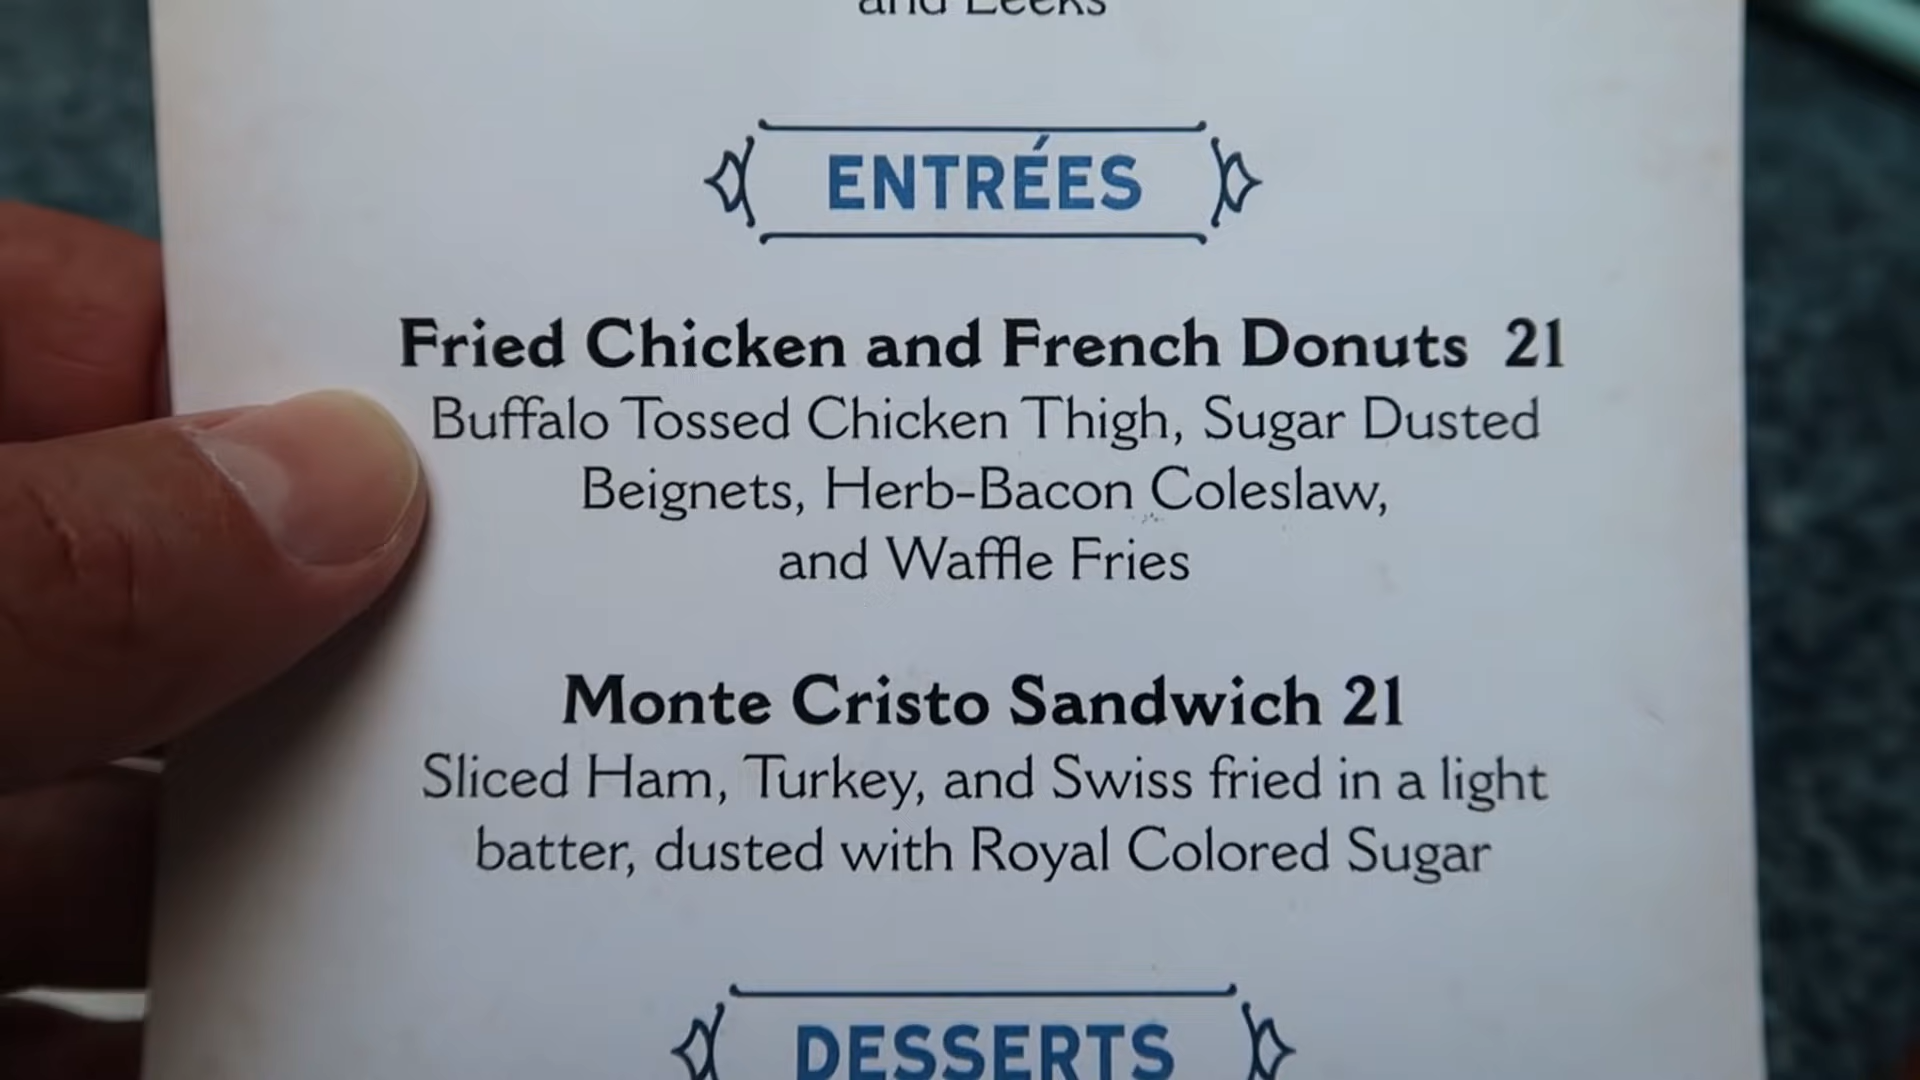 and Leeks
ENTRÉES
Fried Chicken and French Donuts 21
Buffalo Tossed Chicken Thigh, Sugar Dusted
Beignets, Herb-Bacon Coleslaw,
and Waffle Fries
Monte Cristo Sandwich 21
Sliced Ham, Turkey, and Swiss fried in a light
batter, dusted with Royal Colored Sugar
DESSERTS